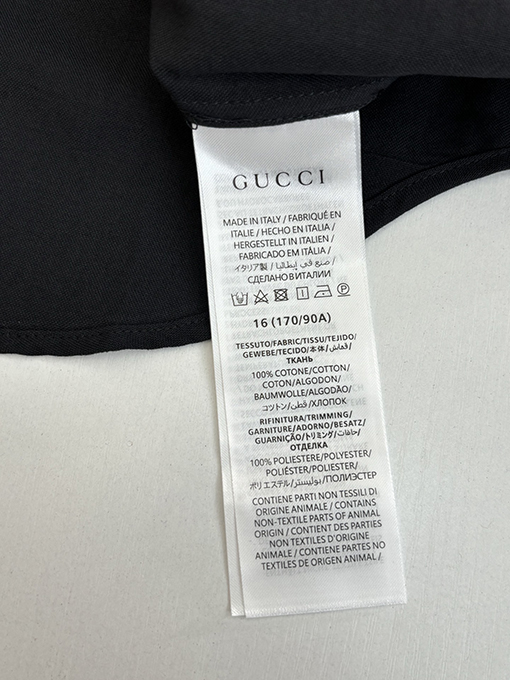 GUCCI
MADE IN ITALY / FABRIQUÉ EN
ITALIE / HECHO EN ITALIA /
HERGESTELLT IN ITALIEN /
FABRICADO EM ITÁLIA /
イタリア製 / صنع في إيطاليا /
СДЕЛАНО В ИТАЛИИ
16 (170/90A)
TESSUTO/FABRIC/TISSU/TEJIDO/
GEWEBE/TECIDO/本体/قماش/
ТКАНЬ
100% COTONE/COTTON/
COTON/ALGODON/
BAUMWOLLE/ALGODÃO/
コットン/قطن/ХЛОПОК
RIFINITURA/TRIMMING/
GARNITURE/ADORNO/BESATZ/
GUARNIÇÃO/トリミング/حافات/
ОТДЕЛКА
100% POLIESTERE/POLYESTER/
POLIÉSTER/POLIESTER/
ポリエステル/بوليستر/ПОЛИЭСТЕР
CONTIENE PARTI NON TESSILI DI
ORIGINE ANIMALE / CONTAINS
NON-TEXTILE PARTS OF ANIMAL
ORIGIN / CONTIENT DES PARTIES
NON TEXTILES D'ORIGINE
ANIMALE / CONTIENE PARTES NO
TEXTILES DE ORIGEN ANIMAL /